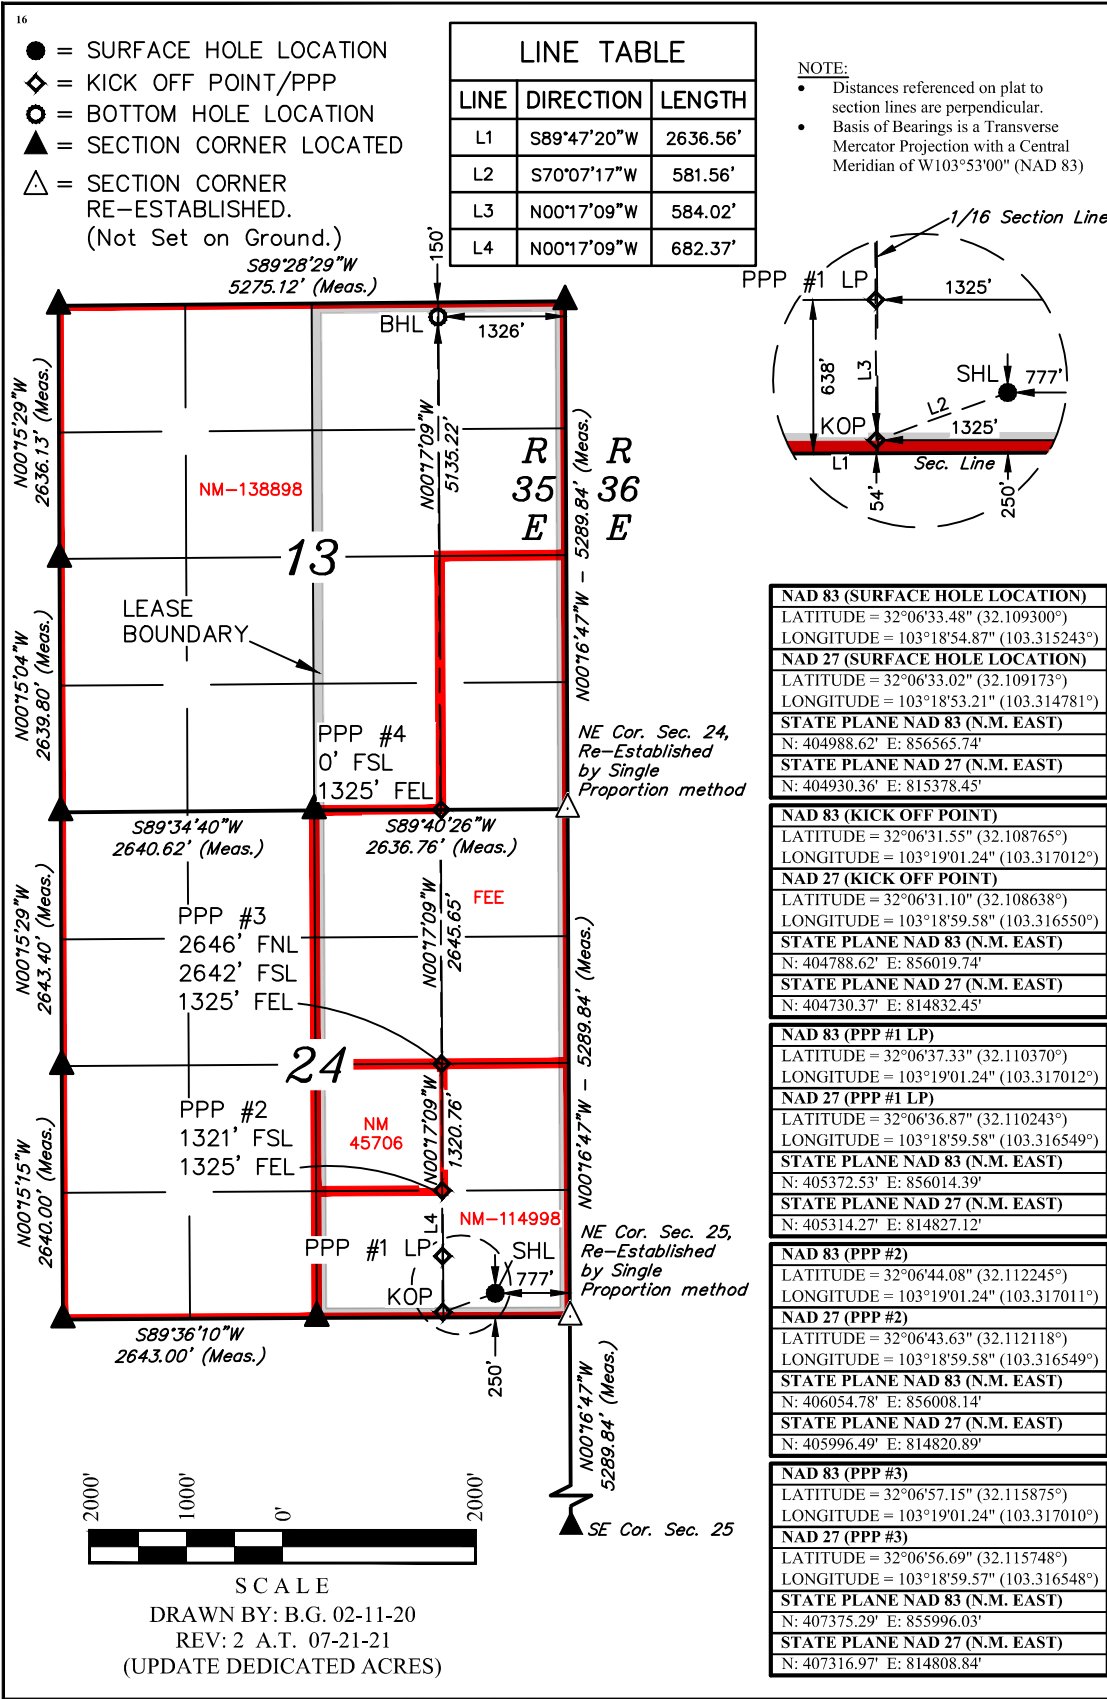 16
= SURFACE HOLE LOCATION
= KICK OFF POINT/PPP
= BOTTOM HOLE LOCATION
= SECTION CORNER LOCATED
= SECTION CORNER
RE-ESTABLISHED.
(Not Set on Ground.)
LINE TABLE
LINE DIRECTION LENGTH
L1 S89°47'20"W 2636.56'
L2 S70°07'17"W 581.56'
L3 N00°17'09"W 584.02'
L4 N00°17'09"W 682.37'
NOTE:
• Distances referenced on plat to
section lines are perpendicular.
• Basis of Bearings is a Transverse
Mercator Projection with a Central
Meridian of W103°53'00" (NAD 83)
1/16 Section Line
PPP #1 LP
1325'
638'
L3
SHL
777'
L2
KOP
1325'
L1
Sec. Line
54'
250'
S89°28'29"W
5275.12' (Meas.)
150'
BHL
1326'
N00°15'29"W
2636.13' (Meas.)
N00°17'09"W
5135.22'
R
35
E
R
36
E
N00°16'47"W - 5289.84' (Meas.)
NM-138898
13
LEASE
BOUNDARY
N00°15'04"W
2639.80' (Meas.)
PPP #4
0' FSL
1325' FEL
NE Cor. Sec. 24,
Re-Established
by Single
Proportion method
S89°34'40"W
2640.62' (Meas.)
S89°40'26"W
2636.76' (Meas.)
N00°15'29"W
2643.40' (Meas.)
PPP #3
2646' FNL
2642' FSL
1325' FEL
N00°17'09"W
2645.65'
FEE
N00°16'47"W - 5289.84' (Meas.)
24
PPP #2
1321' FSL
1325' FEL
NM
45706
N00°17'09"W
1320.76'
N00°15'15"W
2640.00' (Meas.)
L4
NM-114998
PPP #1 LP
SHL
KOP
777'
NE Cor. Sec. 25,
Re-Established
by Single
Proportion method
S89°36'10"W
2643.00' (Meas.)
250'
N00°16'47"W
5289.84' (Meas.)
SE Cor. Sec. 25
2000'
1000'
0'
2000'
SCALE
DRAWN BY: B.G. 02-11-20
REV: 2 A.T. 07-21-21
(UPDATE DEDICATED ACRES)
NAD 83 (SURFACE HOLE LOCATION)
LATITUDE = 32°06'33.48" (32.109300°)
LONGITUDE = 103°18'54.87" (103.315243°)
NAD 27 (SURFACE HOLE LOCATION)
LATITUDE = 32°06'33.02" (32.109173°)
LONGITUDE = 103°18'53.21" (103.314781°)
STATE PLANE NAD 83 (N.M. EAST)
N: 404988.62' E: 856565.74'
STATE PLANE NAD 27 (N.M. EAST)
N: 404930.36' E: 815378.45'
NAD 83 (KICK OFF POINT)
LATITUDE = 32°06'31.55" (32.108765°)
LONGITUDE = 103°19'01.24" (103.317012°)
NAD 27 (KICK OFF POINT)
LATITUDE = 32°06'31.10" (32.108638°)
LONGITUDE = 103°18'59.58" (103.316550°)
STATE PLANE NAD 83 (N.M. EAST)
N: 404788.62' E: 856019.74'
STATE PLANE NAD 27 (N.M. EAST)
N: 404730.37' E: 814832.45'
NAD 83 (PPP #1 LP)
LATITUDE = 32°06'37.33" (32.110370°)
LONGITUDE = 103°19'01.24" (103.317012°)
NAD 27 (PPP #1 LP)
LATITUDE = 32°06'36.87" (32.110243°)
LONGITUDE = 103°18'59.58" (103.316549°)
STATE PLANE NAD 83 (N.M. EAST)
N: 405372.53' E: 856014.39'
STATE PLANE NAD 27 (N.M. EAST)
N: 405314.27' E: 814827.12'
NAD 83 (PPP #2)
LATITUDE = 32°06'44.08" (32.112245°)
LONGITUDE = 103°19'01.24" (103.317011°)
NAD 27 (PPP #2)
LATITUDE = 32°06'43.63" (32.112118°)
LONGITUDE = 103°18'59.58" (103.316549°)
STATE PLANE NAD 83 (N.M. EAST)
N: 406054.78' E: 856008.14'
STATE PLANE NAD 27 (N.M. EAST)
N: 405996.49' E: 814820.89'
NAD 83 (PPP #3)
LATITUDE = 32°06'57.15" (32.115875°)
LONGITUDE = 103°19'01.24" (103.317010°)
NAD 27 (PPP #3)
LATITUDE = 32°06'56.69" (32.115748°)
LONGITUDE = 103°18'59.57" (103.316548°)
STATE PLANE NAD 83 (N.M. EAST)
N: 407375.29' E: 855996.03'
STATE PLANE NAD 27 (N.M. EAST)
N: 407316.97' E: 814808.84'